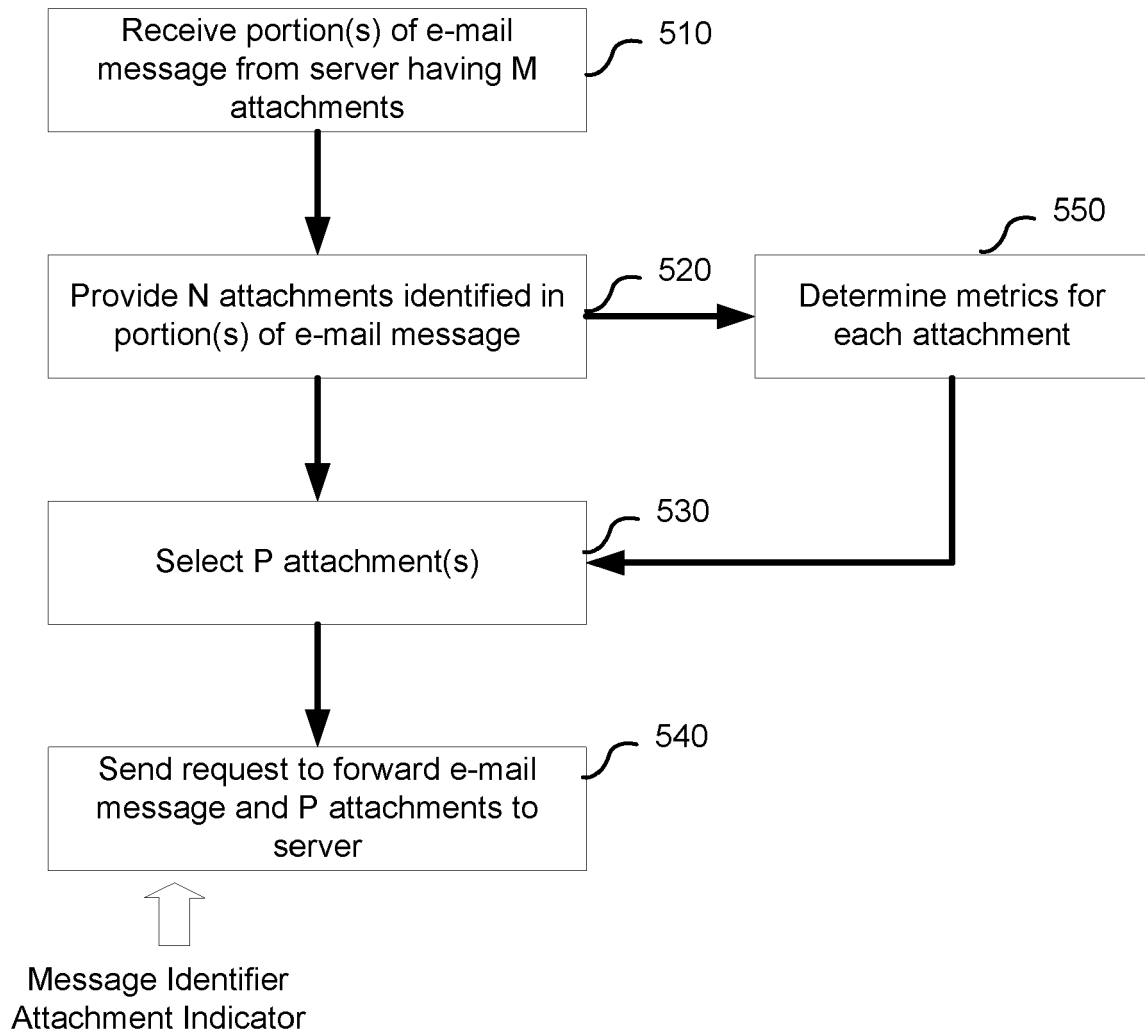 Receive portion(s) of e-mail
message from server having M
attachments
510
Provide N attachments identified in
portion(s) of e-mail message
520
Determine metrics for
each attachment
550
Select P attachment(s)
530
Send request to forward e-mail
message and P attachments to
server
540
Message Identifier
Attachment Indicator